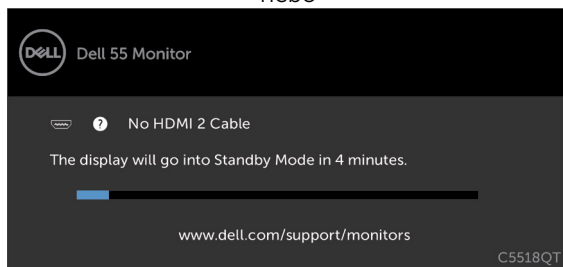 nebo
DELL Dell 55 Monitor
? No HDMI 2 Cable
The display will go into Standby Mode in 4 minutes.
www.dell.com/support/monitors
C5518QT